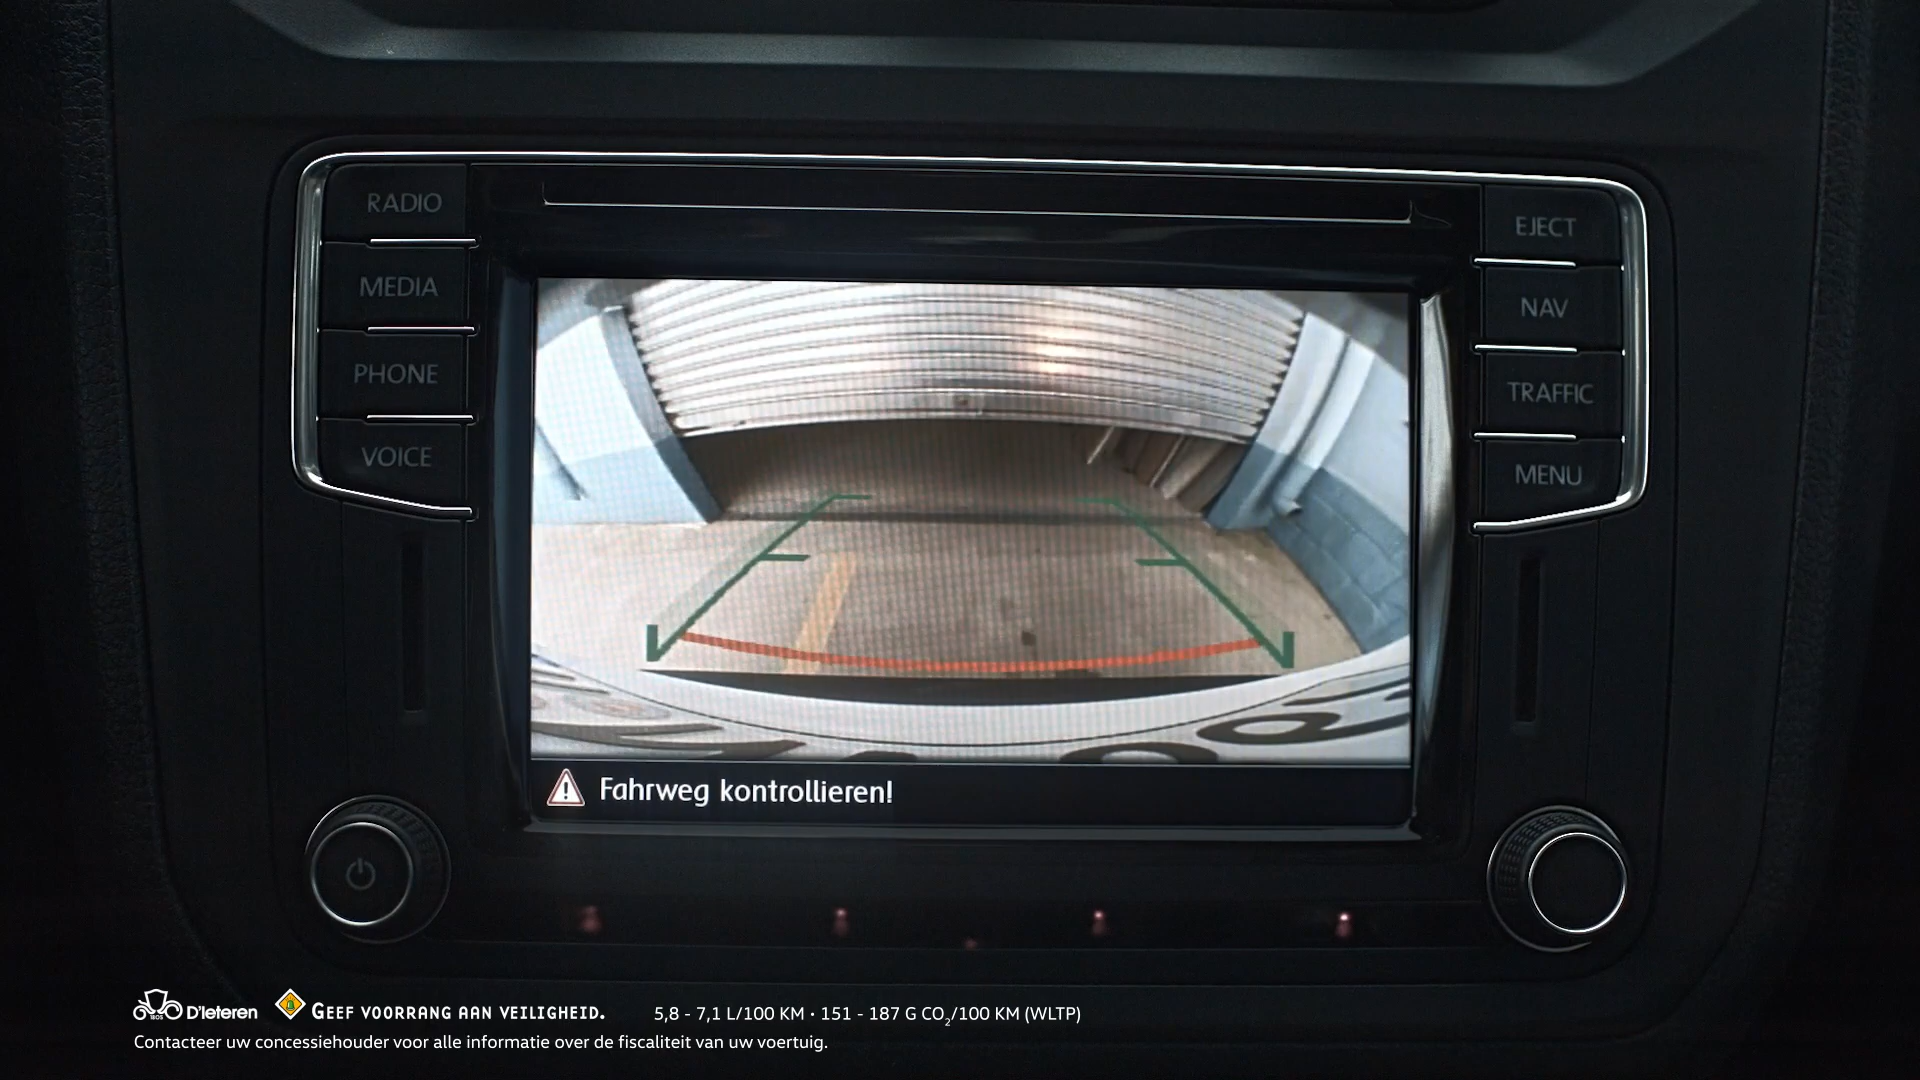 RADIO
MEDIA
PHONE
VOICE
EJECT
NAV
TRAFFIC
MENU
Fahrweg kontrollieren!
D'Ieteren GEEF VOORRANG AAN VEILIGHEID. 5,8 - 7,1 L/100 KM · 151 - 187 G CO₂/100 KM (WLTP)
Contacteer uw concessiehouder voor alle informatie over de fiscaliteit van uw voertuig.